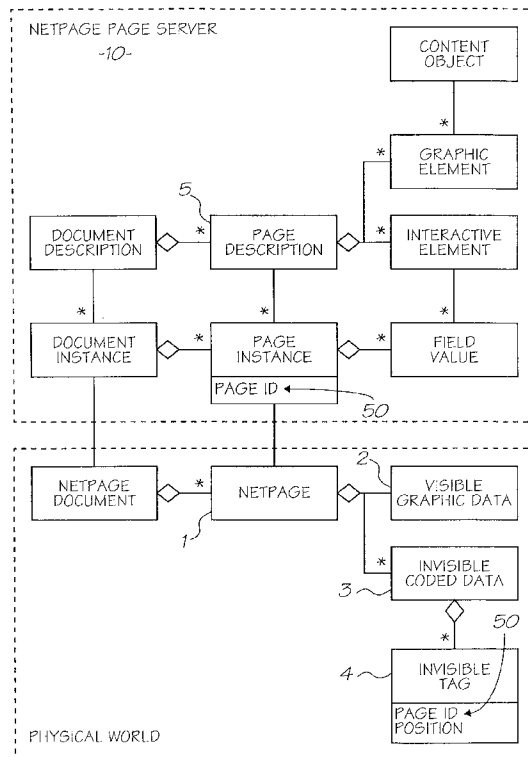 NETPAGE PAGE SERVER
-10-
CONTENT
OBJECT
*
*
GRAPHIC
ELEMENT
5
DOCUMENT
DESCRIPTION
*
PAGE
DESCRIPTION
*
INTERACTIVE
ELEMENT
*
*
*
DOCUMENT
INSTANCE
*
PAGE
INSTANCE
*
FIELD
VALUE
PAGE ID
50
NETPAGE
DOCUMENT
*
NETPAGE
1
2
VISIBLE
GRAPHIC DATA
*
INVISIBLE
CODED DATA
3
50
*
4
INVISIBLE
TAG
PAGE ID
POSITION
PHYSICAL WORLD